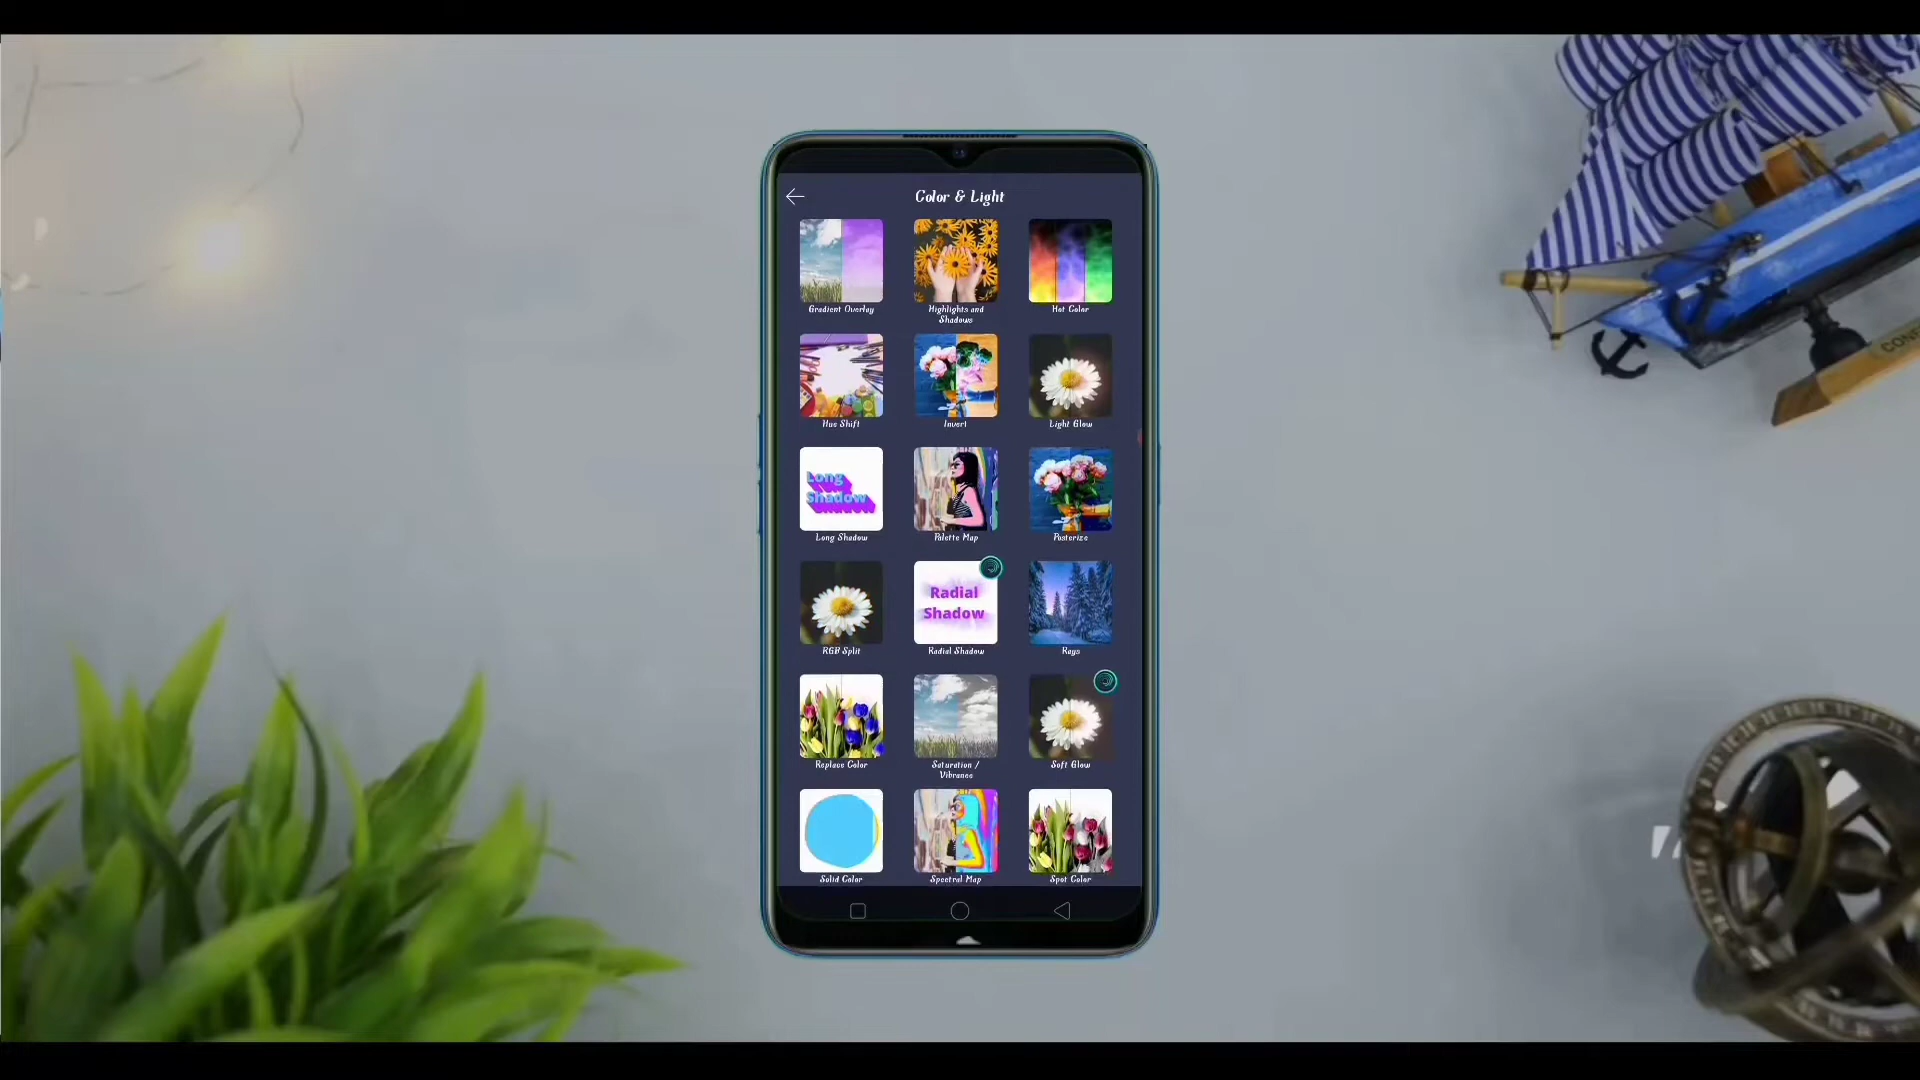 Color & Light
Gradient Overlay
Highlights and
Shadows
Hot Color
Hue Shift
Invert
Light Glow
Long
Shadow
Long Shadow
Palette Map
Posterize
RGB Split
Radial
Shadow
Radial Shadow
Rays
Replace Color
Saturation /
Vibrance
Soft Glow
Solid Color
Spectral Map
Spot Color